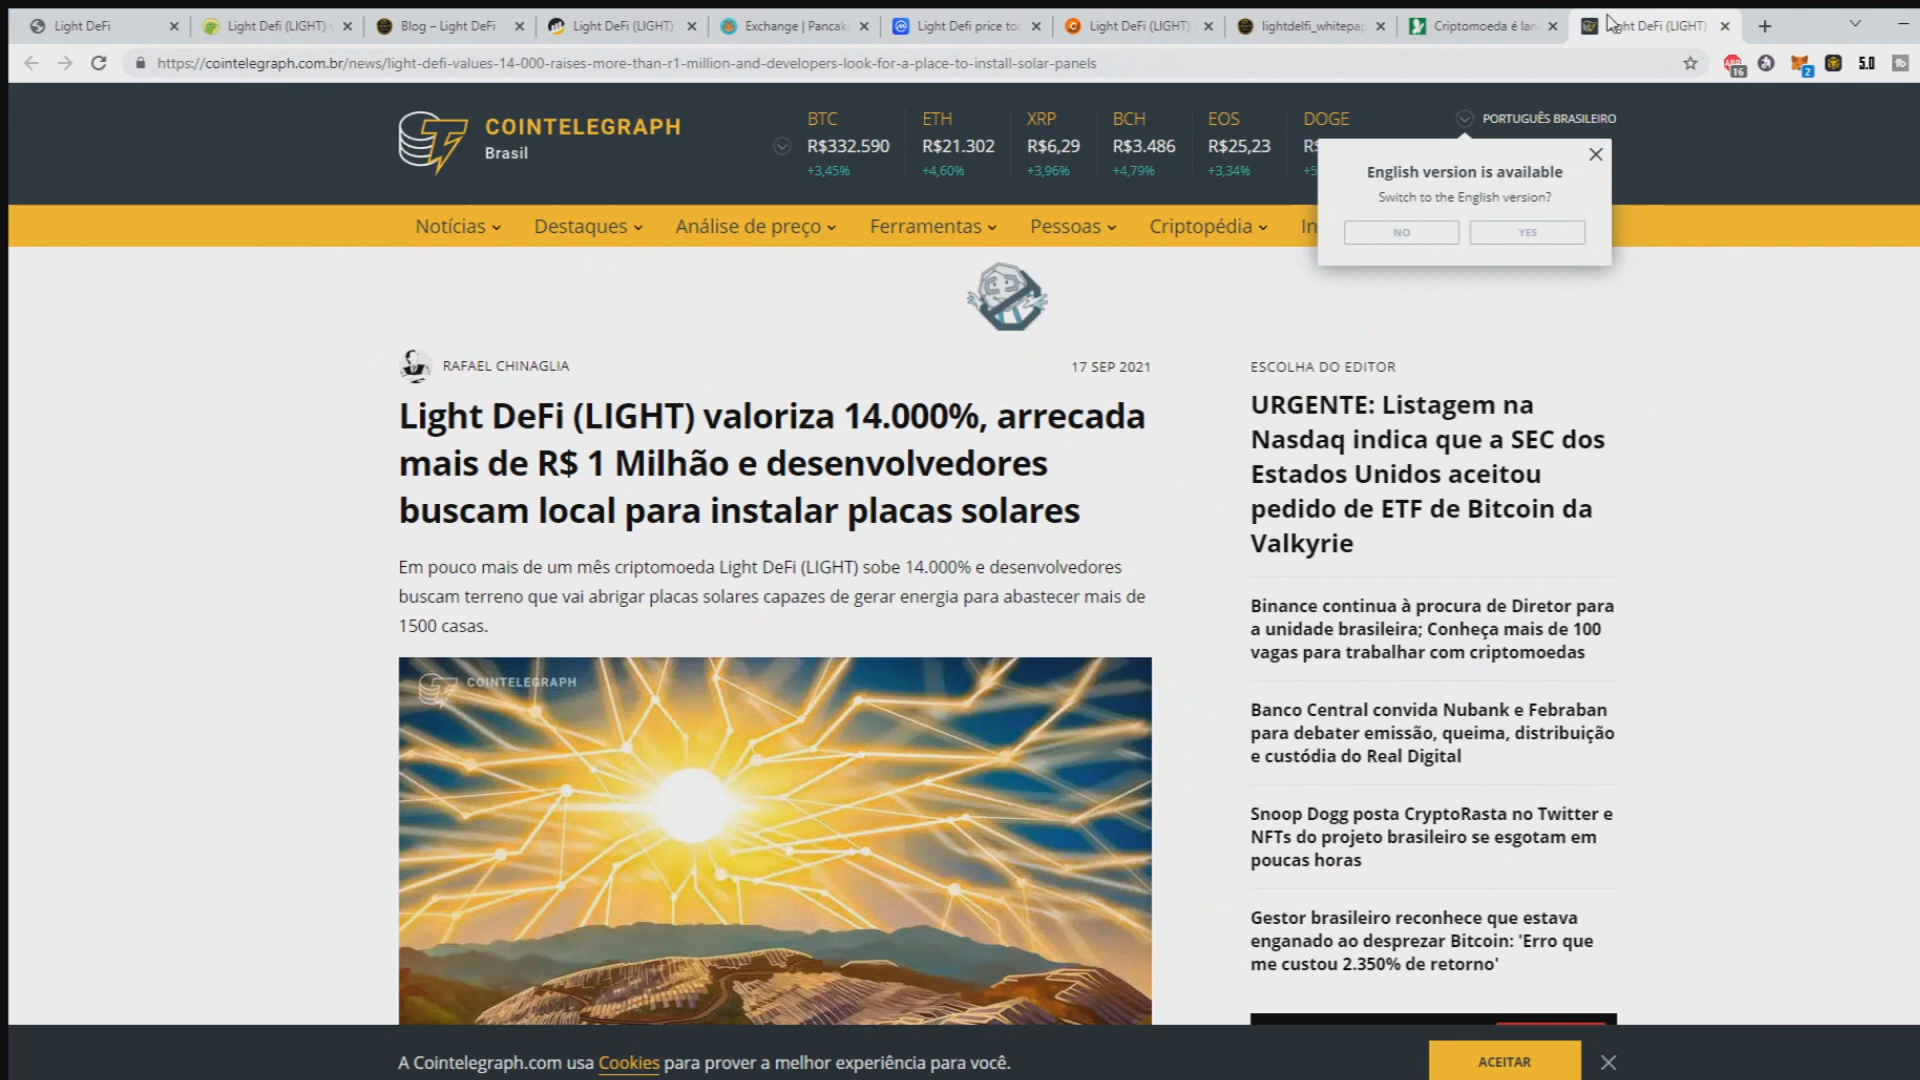 Light DeFi
Light DeFi (LIGHT)
Blog – Light DeFi
Light DeFi (LIGHT)
Exchange | Pancak
Light Defi price to
Light DeFi (LIGHT)
lightdelfi_whitepap
Criptomoeda é lan
ght DeFi (LIGHT)
https://cointelegraph.com.br/news/light-defi-values-14-000-raises-more-than-r1-million-and-developers-look-for-a-place-to-install-solar-panels
16
2
5.0
COINTELEGRAPH
Brasil
BTC
R$332.590
+3,45%
ETH
R$21.302
+4,60%
XRP
R$6,29
+3,96%
BCH
R$3.486
+4,79%
EOS
R$25,23
+3,34%
DOGE
R$
+5
PORTUGUÊS BRASILEIRO
English version is available
Switch to the English version?
NO
YES
Notícias
Destaques
Análise de preço
Ferramentas
Pessoas
Criptopédia
In
RAFAEL CHINAGLIA
17 SEP 2021
Light DeFi (LIGHT) valoriza 14.000%, arrecada
mais de R$ 1 Milhão e desenvolvedores
buscam local para instalar placas solares
Em pouco mais de um mês criptomoeda Light DeFi (LIGHT) sobe 14.000% e desenvolvedores
buscam terreno que vai abrigar placas solares capazes de gerar energia para abastecer mais de
1500 casas.
COINTELEGRAPH
ESCOLHA DO EDITOR
URGENTE: Listagem na
Nasdaq indica que a SEC dos
Estados Unidos aceitou
pedido de ETF de Bitcoin da
Valkyrie
Binance continua à procura de Diretor para
a unidade brasileira; Conheça mais de 100
vagas para trabalhar com criptomoedas
Banco Central convida Nubank e Febraban
para debater emissão, queima, distribuição
e custódia do Real Digital
Snoop Dogg posta CryptoRasta no Twitter e
NFTs do projeto brasileiro se esgotam em
poucas horas
Gestor brasileiro reconhece que estava
enganado ao desprezar Bitcoin: 'Erro que
me custou 2.350% de retorno'
A Cointelegraph.com usa Cookies para prover a melhor experiência para você.
ACEITAR